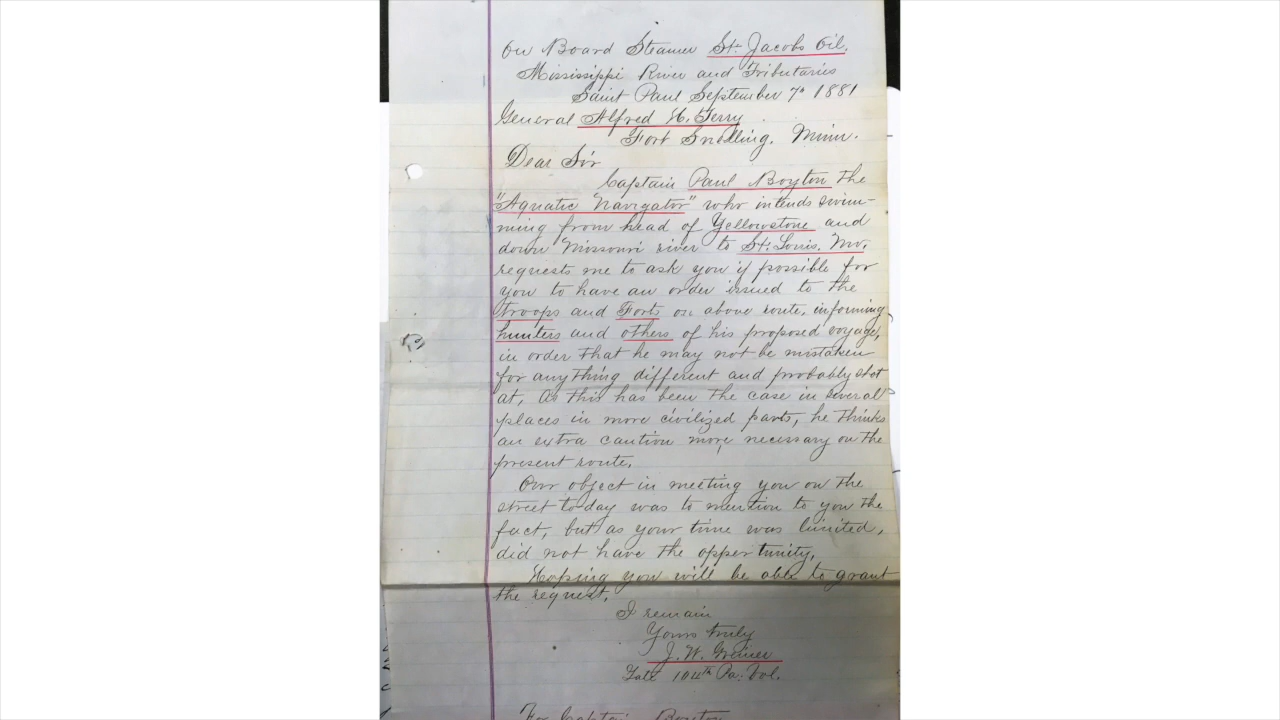 On Board Steamer St. Jacobs Oil.
Mississippi River and Tributaries
Saint Paul September 7th 1881
General Alfred H. Terry
Fort Snelling. Minn.
Dear Sir
Captain Paul Boyton the
"Aquatic Navigator" who intends swim-
ming from head of Yellowstone and
down Missouri river to St. Louis. Mo,
requests me to ask you if possible for
you to have an order issued to the
troops and Forts on above route, informing
hunters and others of his proposed voyage,
in order that he may not be mistaken
for anything different and probably shot
at, As this has been the case in several
places in more civilized parts, he thinks
an extra caution more necessary on the
present route.
Our object in meeting you on the
street to-day was to mention to you the
fact, but as your time was limited,
did not have the opportunity.
Hoping you will be able to grant
the request,
I remain
Yours truly
J. W.
Late 104th Pa. Vol.
For Captain Boyton